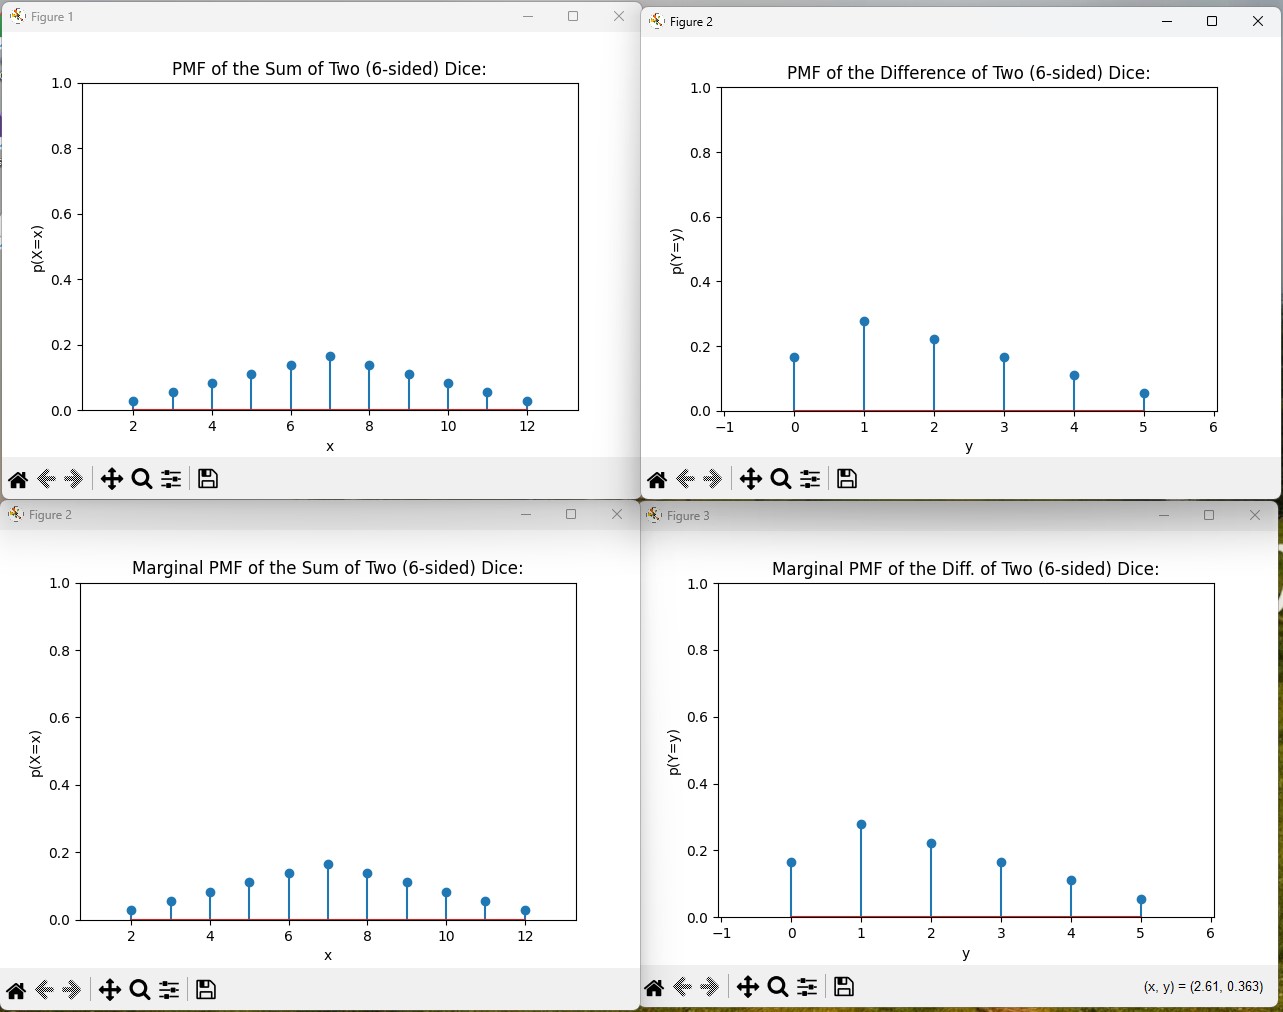 Figure 1
PMF of the Sum of Two (6-sided) Dice:
1.0
0.8
0.6
0.4
0.2
0.0
p(X=x)
2 4 6 8 10 12
x
Figure 2
PMF of the Difference of Two (6-sided) Dice:
1.0
0.8
0.6
0.4
0.2
0.0
p(Y=y)
−1 0 1 2 3 4 5 6
y
Figure 2
Marginal PMF of the Sum of Two (6-sided) Dice:
1.0
0.8
0.6
0.4
0.2
0.0
p(X=x)
2 4 6 8 10 12
x
Figure 3
Marginal PMF of the Diff. of Two (6-sided) Dice:
1.0
0.8
0.6
0.4
0.2
0.0
p(Y=y)
−1 0 1 2 3 4 5 6
y
(x, y) = (2.61, 0.363)